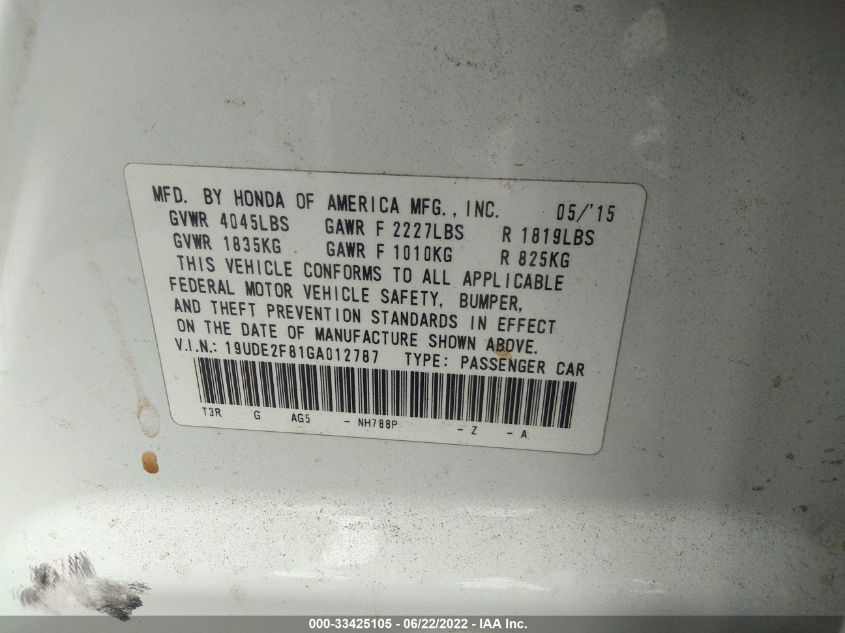 MFD. BY HONDA OF AMERICA MFG., INC. 05/'15
GVWR 4045LBS GAWR F 2227LBS R 1819LBS
GVWR 1835KG GAWR F 1010KG R 825KG
THIS VEHICLE CONFORMS TO ALL APPLICABLE
FEDERAL MOTOR VEHICLE SAFETY, BUMPER,
AND THEFT PREVENTION STANDARDS IN EFFECT
ON THE DATE OF MANUFACTURE SHOWN ABOVE.
V.I.N.: 19UDE2F81GA012787 TYPE: PASSENGER CAR
T3R G AG5 - NH788P - Z - A
000-33425105 - 06/22/2022 - IAA Inc.